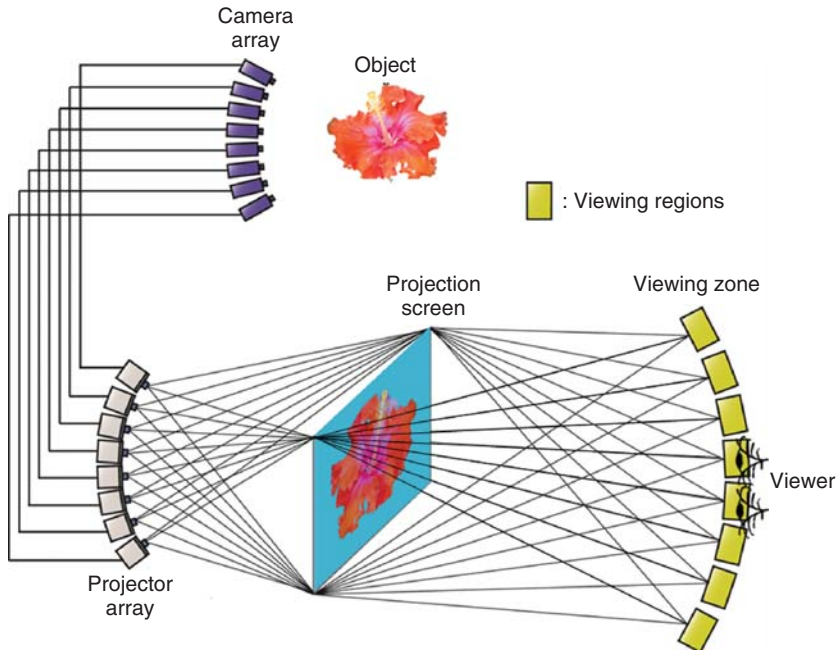 Camera
array
Object
: Viewing regions
Projection
screen
Viewing zone
Viewer
Projector
array